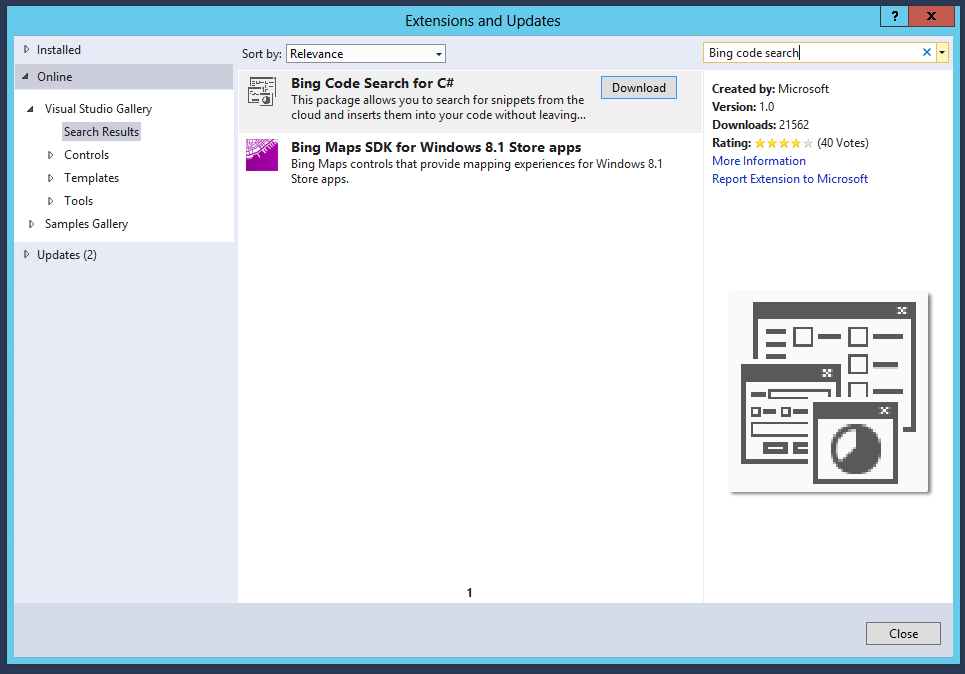 Extensions and Updates
?
x
Installed
Online
Visual Studio Gallery
Search Results
Controls
Templates
Tools
Samples Gallery
Updates (2)
Sort by: Relevance
Bing Code Search for C#
This package allows you to search for snippets from the
cloud and inserts them into your code without leaving...
Download
Bing Maps SDK for Windows 8.1 Store apps
Bing Maps controls that provide mapping experiences for Windows 8.1
Store apps.
1
Bing code search
Created by: Microsoft
Version: 1.0
Downloads: 21562
Rating: (40 Votes)
More Information
Report Extension to Microsoft
Close